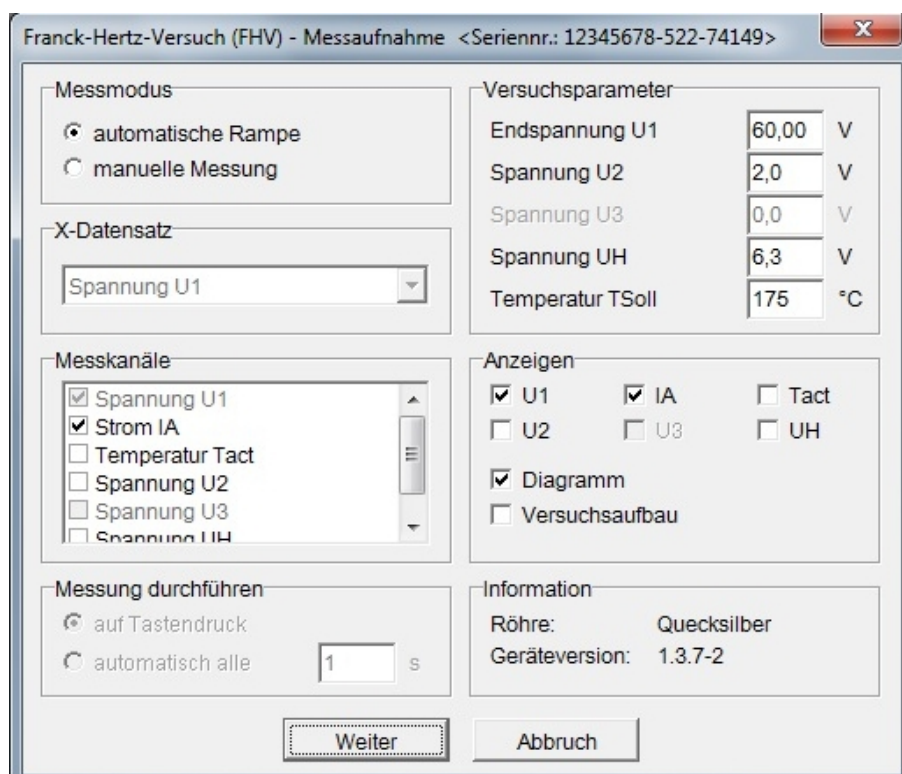 Franck-Hertz-Versuch (FHV) - Messaufnahme <Seriennr.: 12345678-522-74149>
Messmodus
automatische Rampe
manuelle Messung
X-Datensatz
Spannung U1
Messkanäle
Spannung U1
Strom IA
Temperatur Tact
Spannung U2
Spannung U3
Spannung UH
Messung durchführen
auf Tastendruck
automatisch alle 1 s
Versuchsparameter
Endspannung U1 60,00 V
Spannung U2 2,0 V
Spannung U3 0,0 V
Spannung UH 6,3 V
Temperatur TSoll 175 °C
Anzeigen
U1 IA Tact
U2 U3 UH
Diagramm
Versuchsaufbau
Information
Röhre: Quecksilber
Geräteversion: 1.3.7-2
Weiter Abbruch